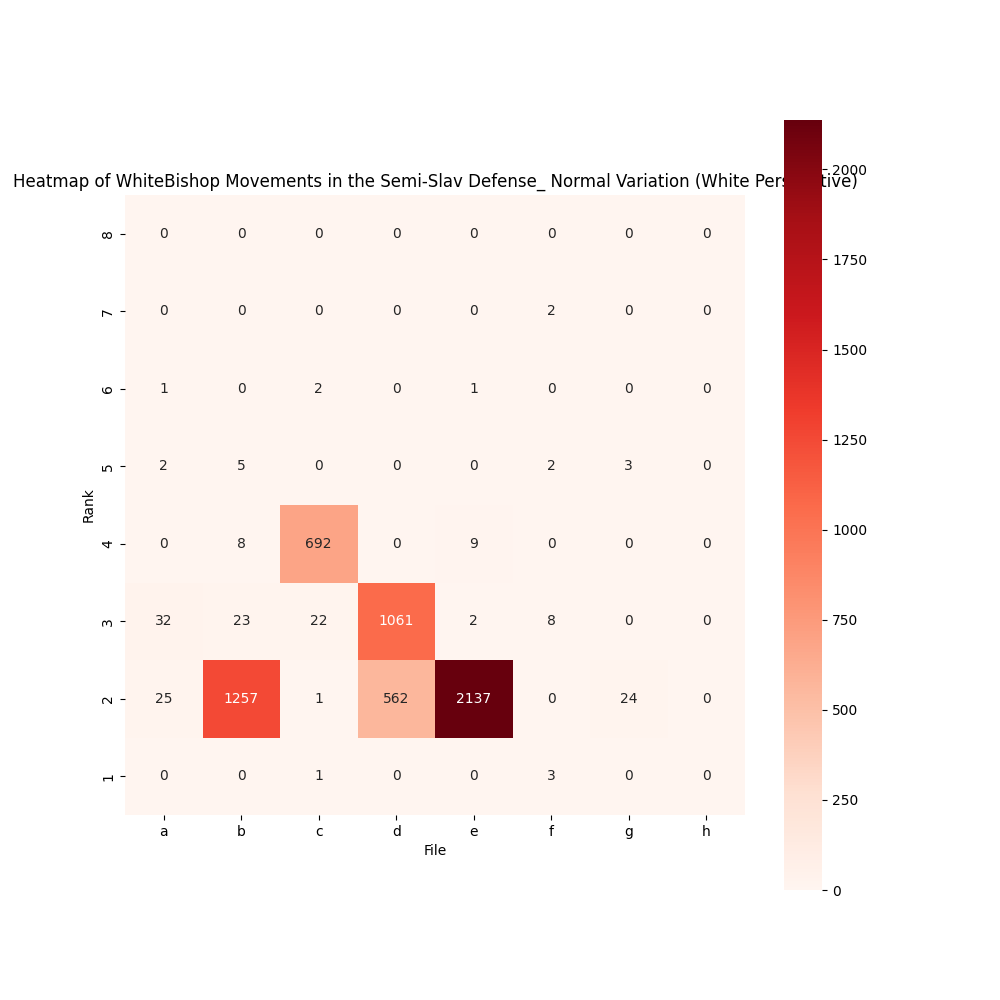 Heatmap of WhiteBishop Movements in the Semi-Slav Defense_ Normal Variation (White Perspective)
8 0 0 0 0 0 0 0 0
7 0 0 0 0 0 2 0 0
6 1 0 2 0 1 0 0 0
5 2 5 0 0 0 2 3 0
Rank
4 0 8 692 0 9 0 0 0
3 32 23 22 1061 2 8 0 0
2 25 1257 1 562 2137 0 24 0
1 0 0 1 0 0 3 0 0
a b c d e f g h
File
2000
1750
1500
1250
1000
750
500
250
0